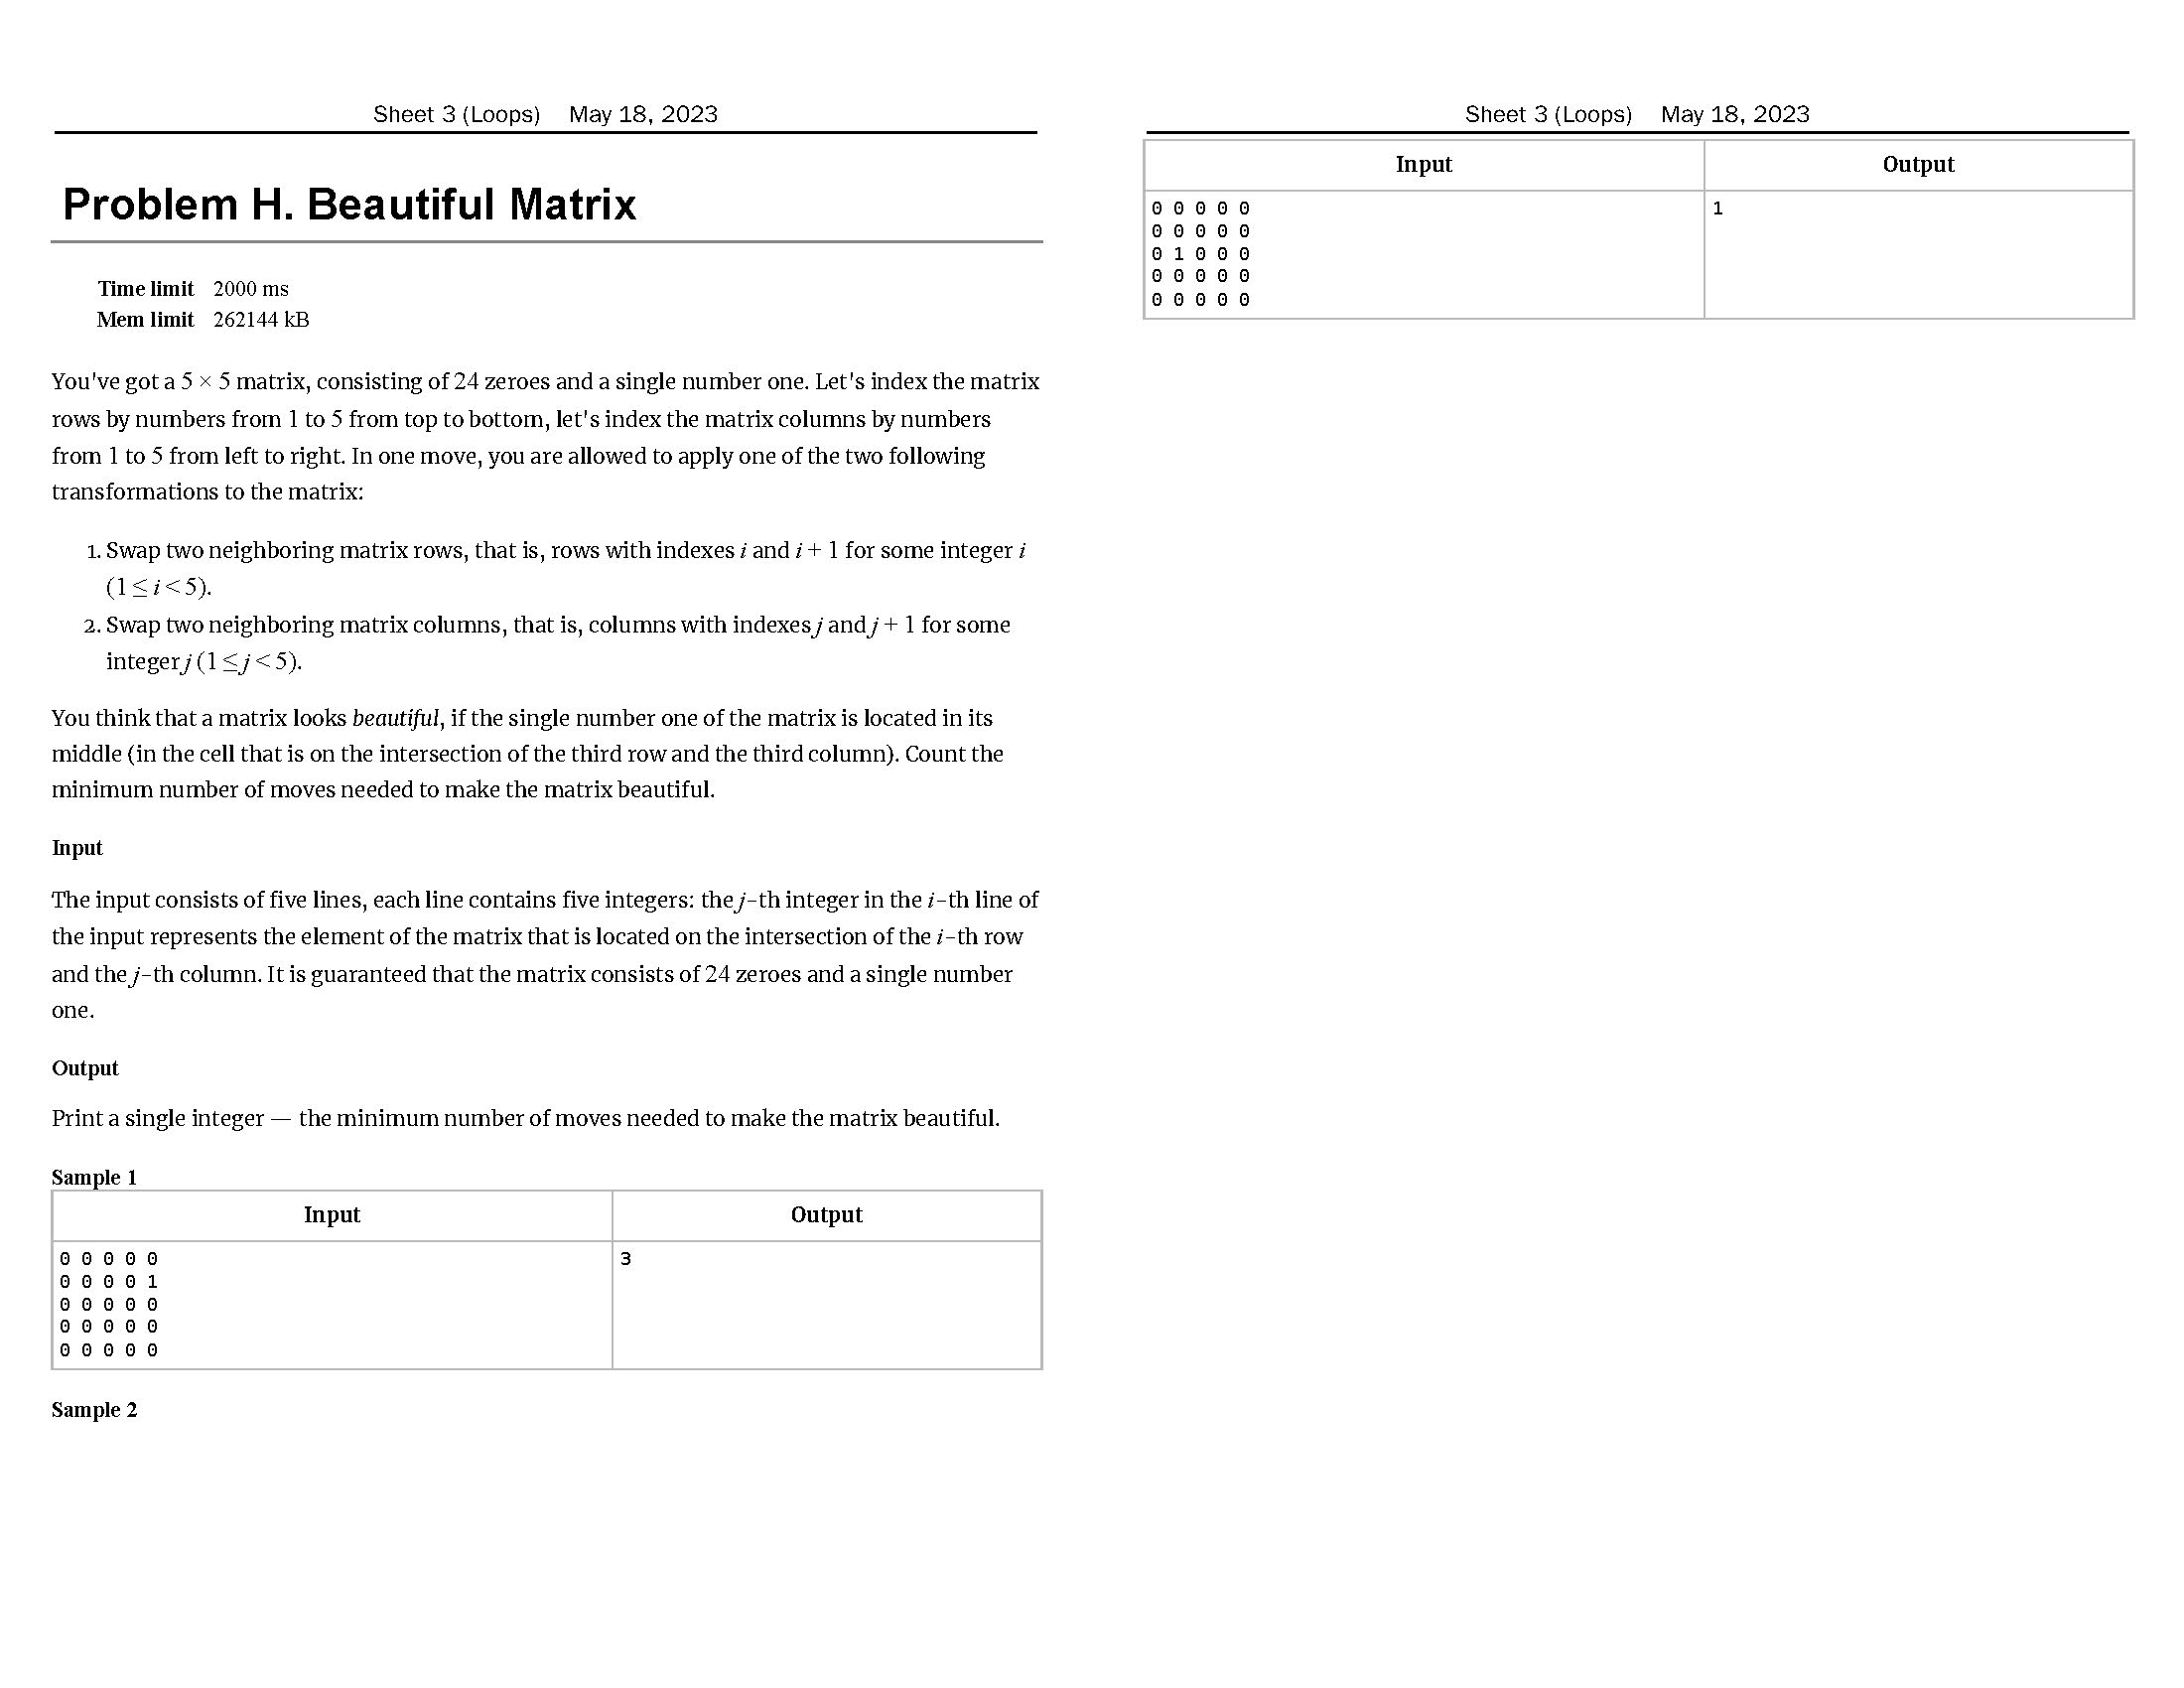 Sheet 3 (Loops) May 18, 2023
Problem H. Beautiful Matrix
Time limit 2000 ms
Mem limit 262144 kB
You've got a 5 × 5 matrix, consisting of 24 zeroes and a single number one. Let's index the matrix
rows by numbers from 1 to 5 from top to bottom, let's index the matrix columns by numbers
from 1 to 5 from left to right. In one move, you are allowed to apply one of the two following
transformations to the matrix:
1. Swap two neighboring matrix rows, that is, rows with indexes i and i + 1 for some integer i
(1 ≤ i < 5).
2. Swap two neighboring matrix columns, that is, columns with indexes j and j + 1 for some
integer j (1 ≤ j < 5).
You think that a matrix looks beautiful, if the single number one of the matrix is located in its
middle (in the cell that is on the intersection of the third row and the third column). Count the
minimum number of moves needed to make the matrix beautiful.
Input
The input consists of five lines, each line contains five integers: the j-th integer in the i-th line of
the input represents the element of the matrix that is located on the intersection of the i-th row
and the j-th column. It is guaranteed that the matrix consists of 24 zeroes and a single number
one.
Output
Print a single integer — the minimum number of moves needed to make the matrix beautiful.
Sample 1
Input Output
0 0 0 0 0 3
0 0 0 0 1
0 0 0 0 0
0 0 0 0 0
0 0 0 0 0
Sample 2
Sheet 3 (Loops) May 18, 2023
Input Output
0 0 0 0 0 1
0 0 0 0 0
0 1 0 0 0
0 0 0 0 0
0 0 0 0 0